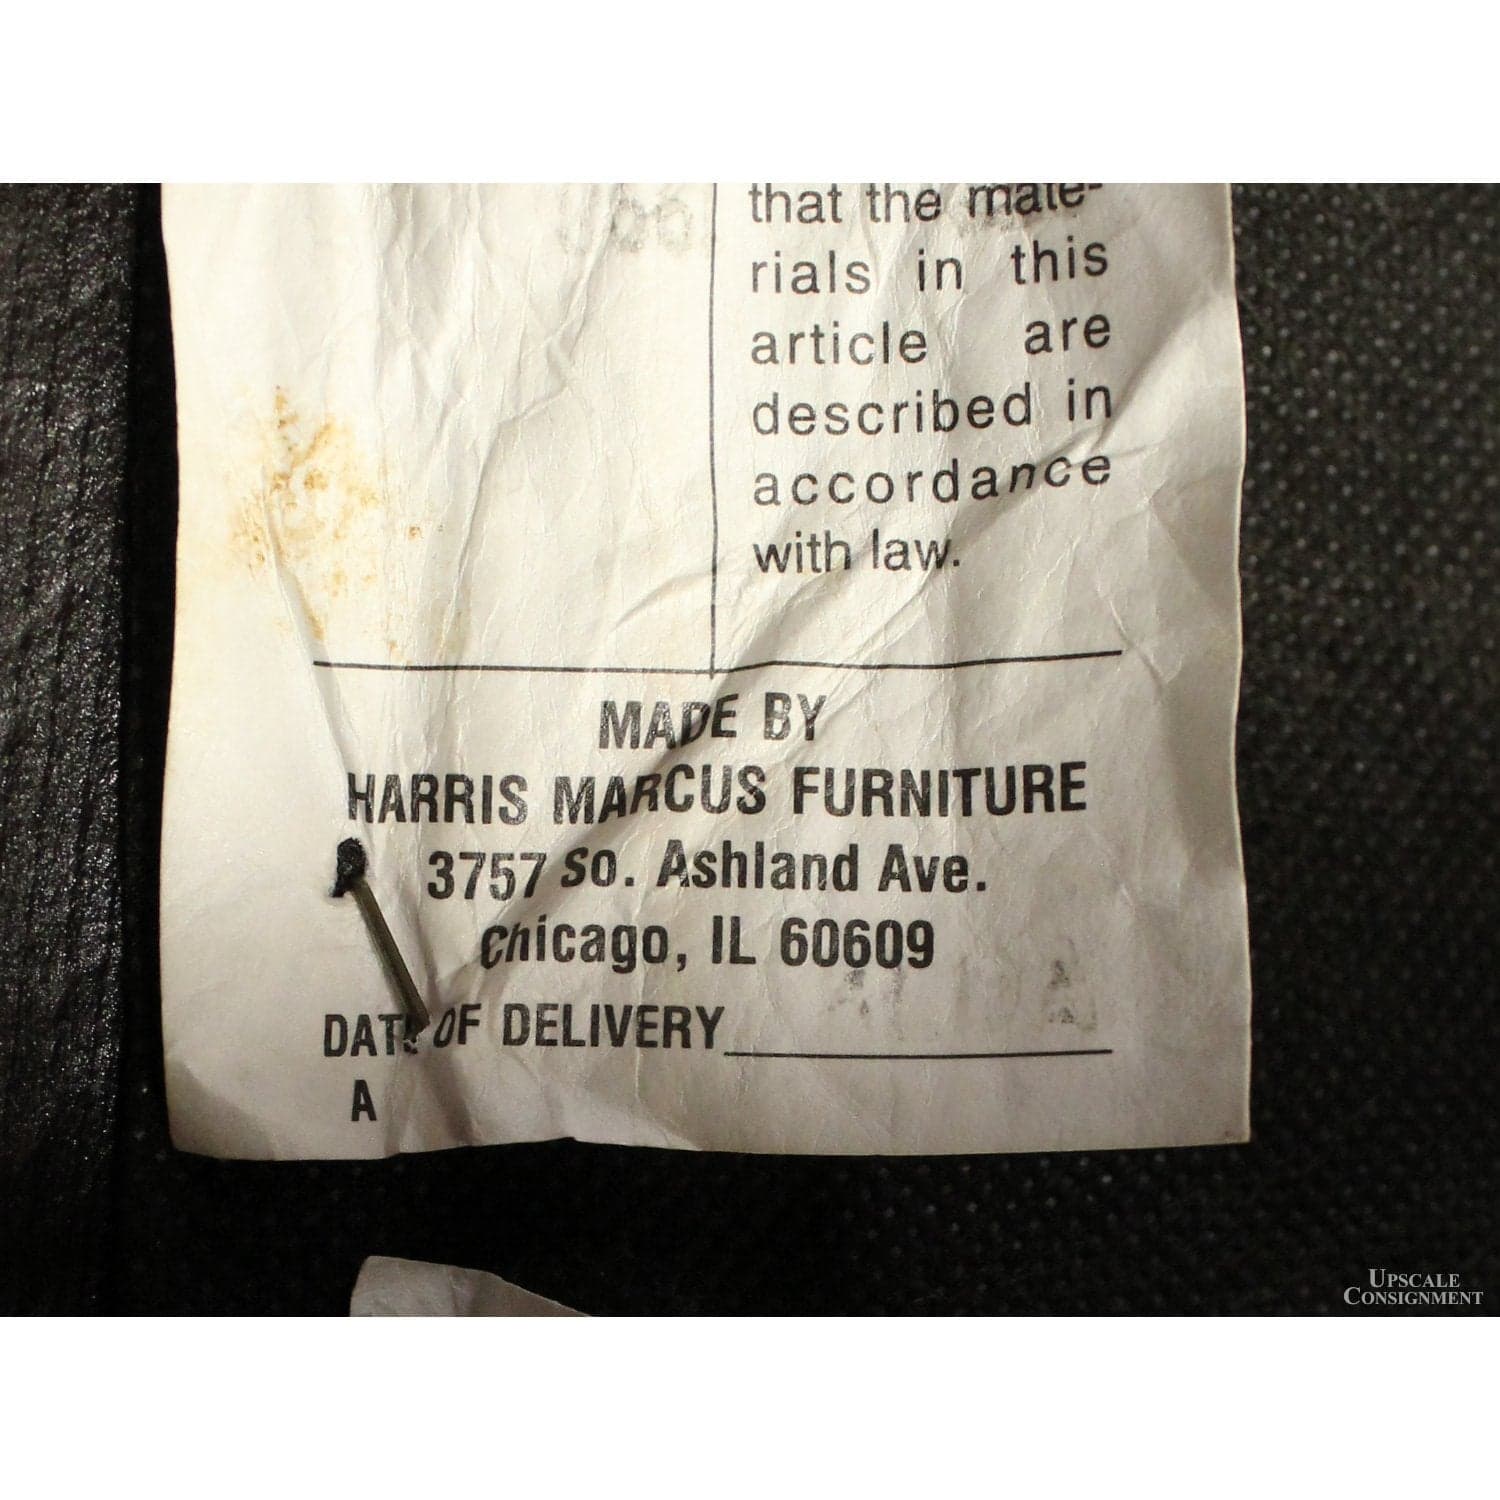 that the mate-
rials in this
article are
described in
accordance
with law.
MADE BY
HARRIS MARCUS FURNITURE
3757 So. Ashland Ave.
Chicago, IL 60609
DATE OF DELIVERY
A
UPSCALE
CONSIGNMENT